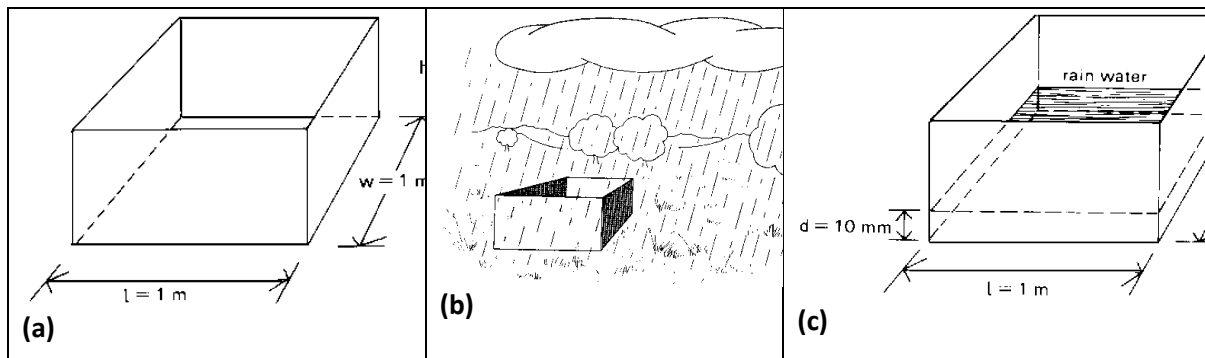 w = 1 m
l = 1 m
(a)
(b)
rain water
d = 10 mm
l = 1 m
(c)